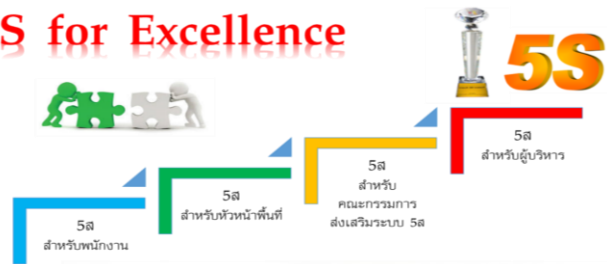 S for Excellence
5S
5ส
สำหรับผู้บริหาร
5ส
สำหรับ
คณะกรรมการ
ส่งเสริมระบบ 5ส
5ส
สำหรับหัวหน้าพื้นที่
5ส
สำหรับพนักงาน